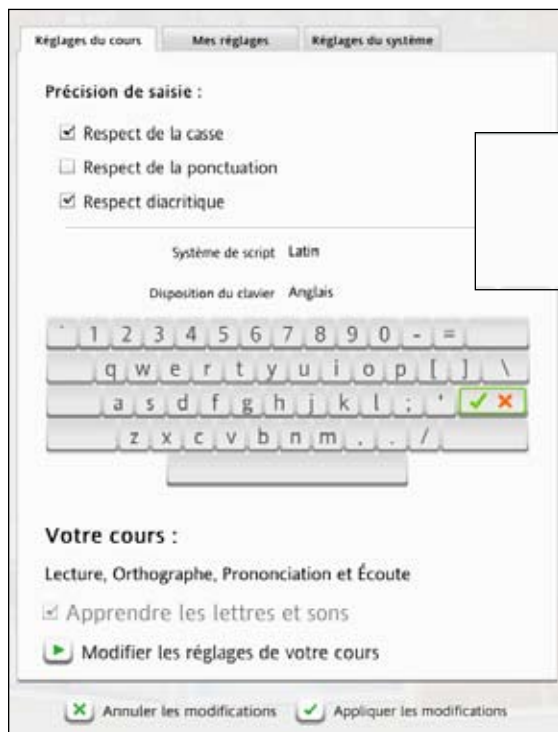 Réglages du cours Mes réglages Réglages du système
Précision de saisie :
Respect de la casse
Respect de la ponctuation
Respect diacritique
Système de script Latin
Disposition du clavier Anglais
` 1 2 3 4 5 6 7 8 9 0 - =
q w e r t y u i o p [ ] \
a s d f g h j k l ; '
z x c v b n m , . /
Votre cours :
Lecture, Orthographe, Prononciation et Écoute
Apprendre les lettres et sons
Modifier les réglages de votre cours
Annuler les modifications Appliquer les modifications